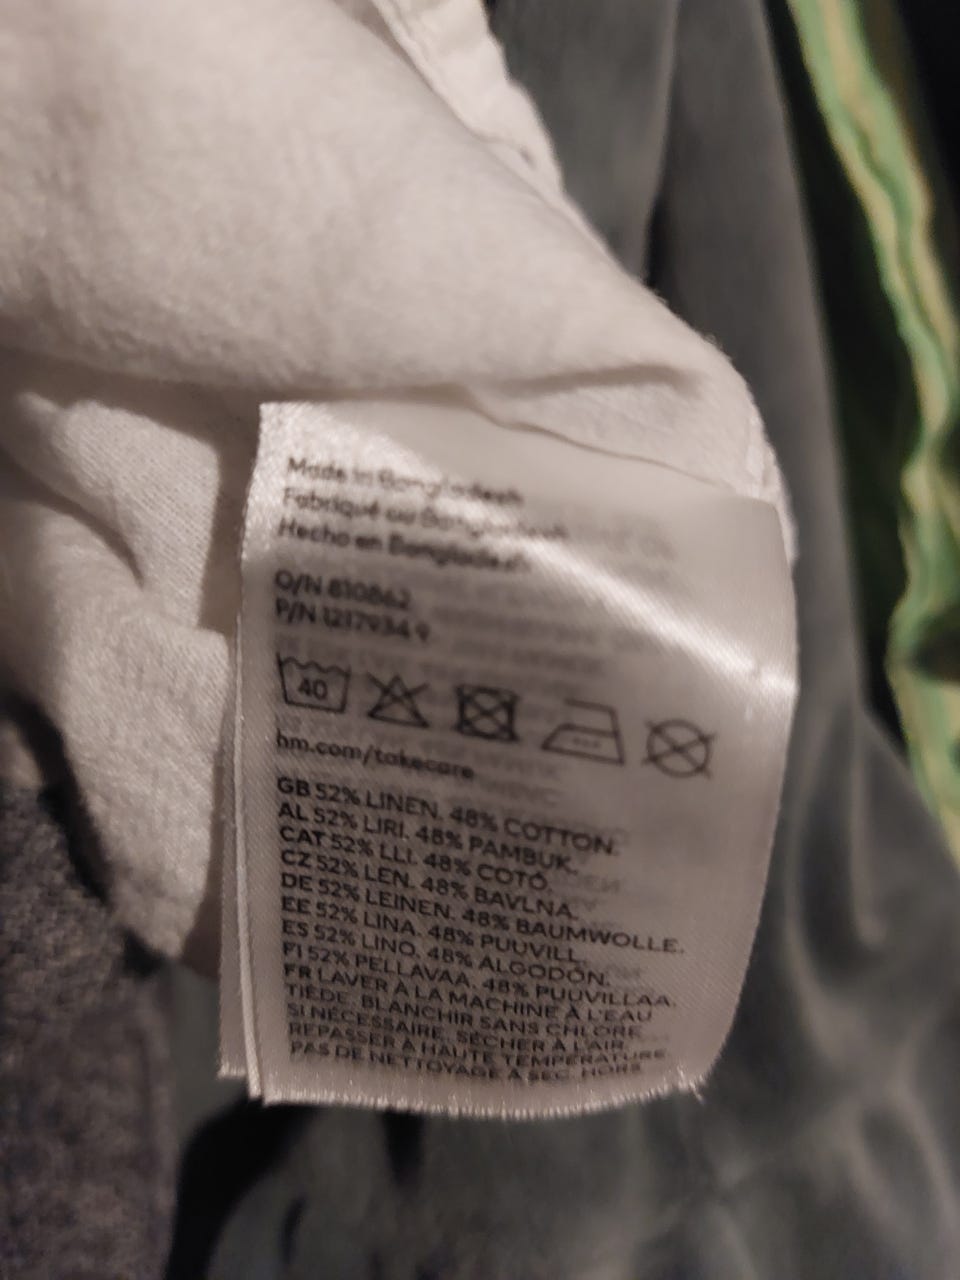 Made in Bangladesh
Fabriqué au Bangladesh
Hecho en Bangladesh
O/N 810862
P/N 1217934 9
40
hm.com/takecare
GB 52% LINEN. 48% COTTON.
AL 52% LIRI. 48% PAMBUK.
CAT 52% LLI. 48% COTÓ.
CZ 52% LEN. 48% BAVLNA.
DE 52% LEINEN. 48% BAUMWOLLE.
EE 52% LINA. 48% PUUVILL.
ES 52% LINO. 48% ALGODÓN.
FI 52% PELLAVAA. 48% PUUVILLAA.
FR LAVER À LA MACHINE À L'EAU
TIÈDE. BLANCHIR SANS CHLORE
SI NÉCESSAIRE. SÉCHER À L'AIR.
REPASSER À HAUTE TEMPÉRATURE.
PAS DE NETTOYAGE À SEC. HORS